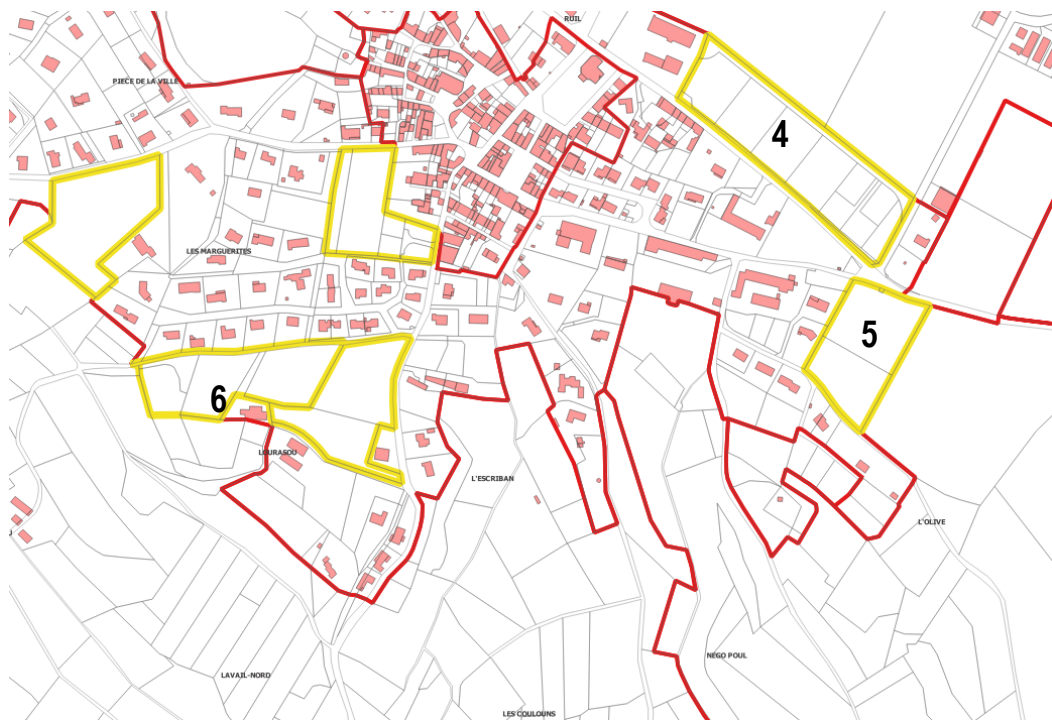 RUIL
PIECE DE LA VILLE
4
LES MARGUERITES
5
6
LOURASOU
L'ESCRIBAN
L'OLIVE
NEGO POUL
LAVAIL-NORD
LES COULOUNS